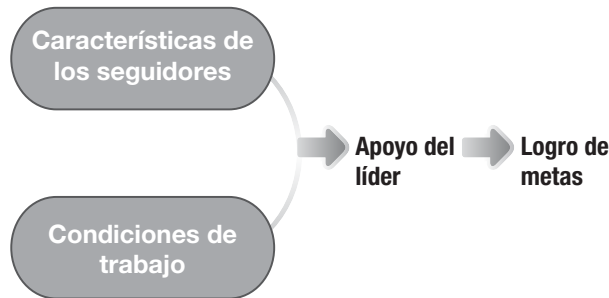 Características de
los seguidores
Apoyo del
líder
Logro de
metas
Condiciones de
trabajo